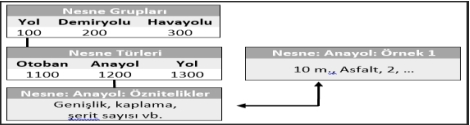 Nesne Grupları
Yol Demiryolu Havayolu
100 200 300
Nesne Türleri
Otoban Anayol Yol
1100 1200 1300
Nesne: Anayol: Öznitelikler
Genişlik, kaplama,
şerit sayısı vb.
Nesne: Anayol: Örnek 1
10 m., Asfalt, 2, ...